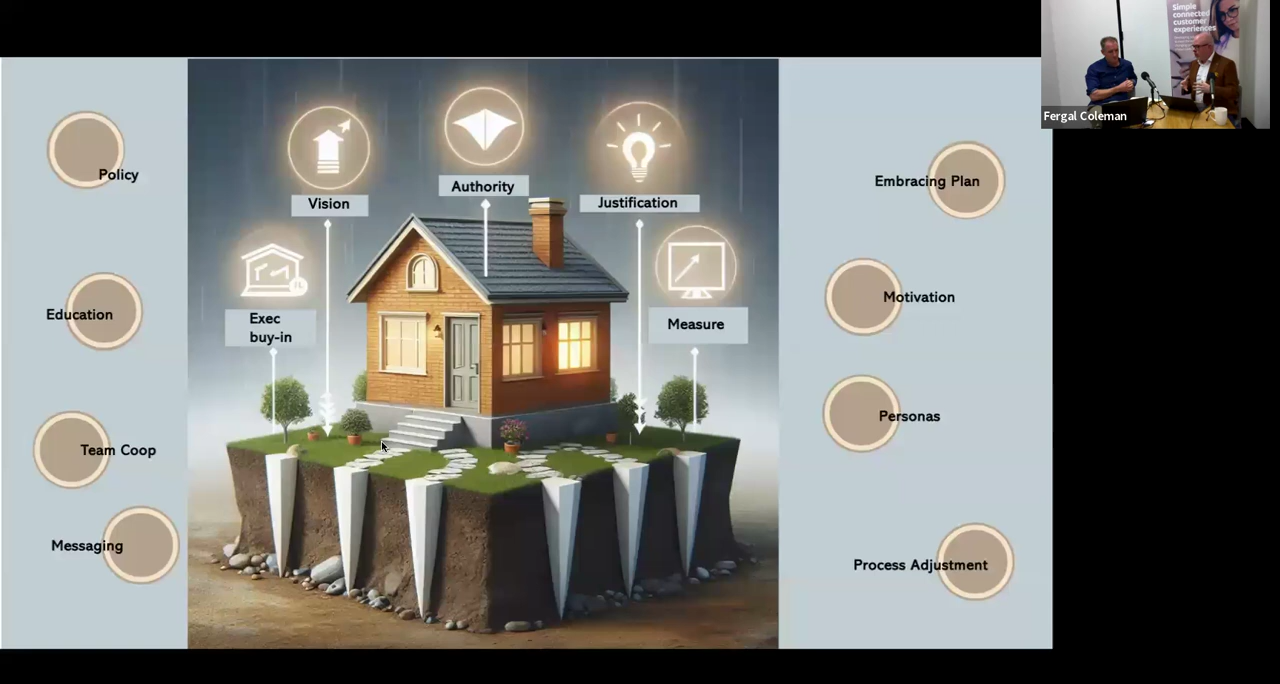 Simple
connected
customer
experiences
Fergal Coleman
Policy
Education
Team Coop
Messaging
Vision
Authority
Justification
Exec
buy-in
Measure
Embracing Plan
Motivation
Personas
Process Adjustment